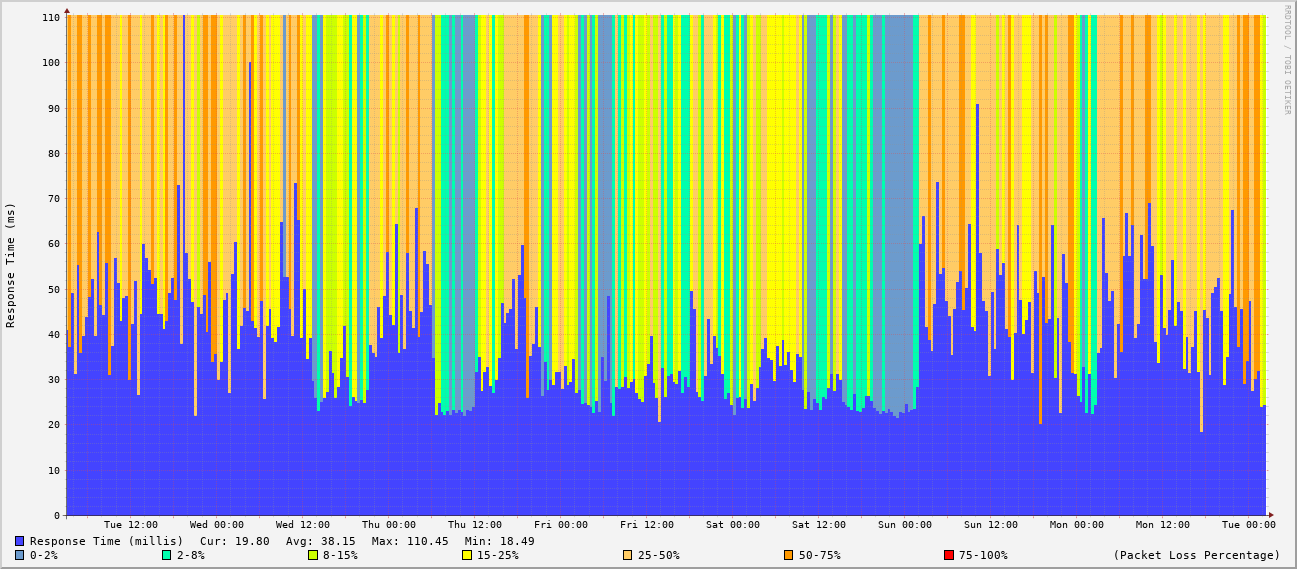 RRDTOOL / TOBI OETIKER
Response Time (ms)
110
100
90
80
70
60
50
40
30
20
10
0
Tue 12:00 Wed 00:00 Wed 12:00 Thu 00:00 Thu 12:00 Fri 00:00 Fri 12:00 Sat 00:00 Sat 12:00 Sun 00:00 Sun 12:00 Mon 00:00 Mon 12:00 Tue 00:00
Response Time (millis) Cur: 19.80 Avg: 38.15 Max: 110.45 Min: 18.49
0-2% 2-8% 8-15% 15-25% 25-50% 50-75% 75-100% (Packet Loss Percentage)